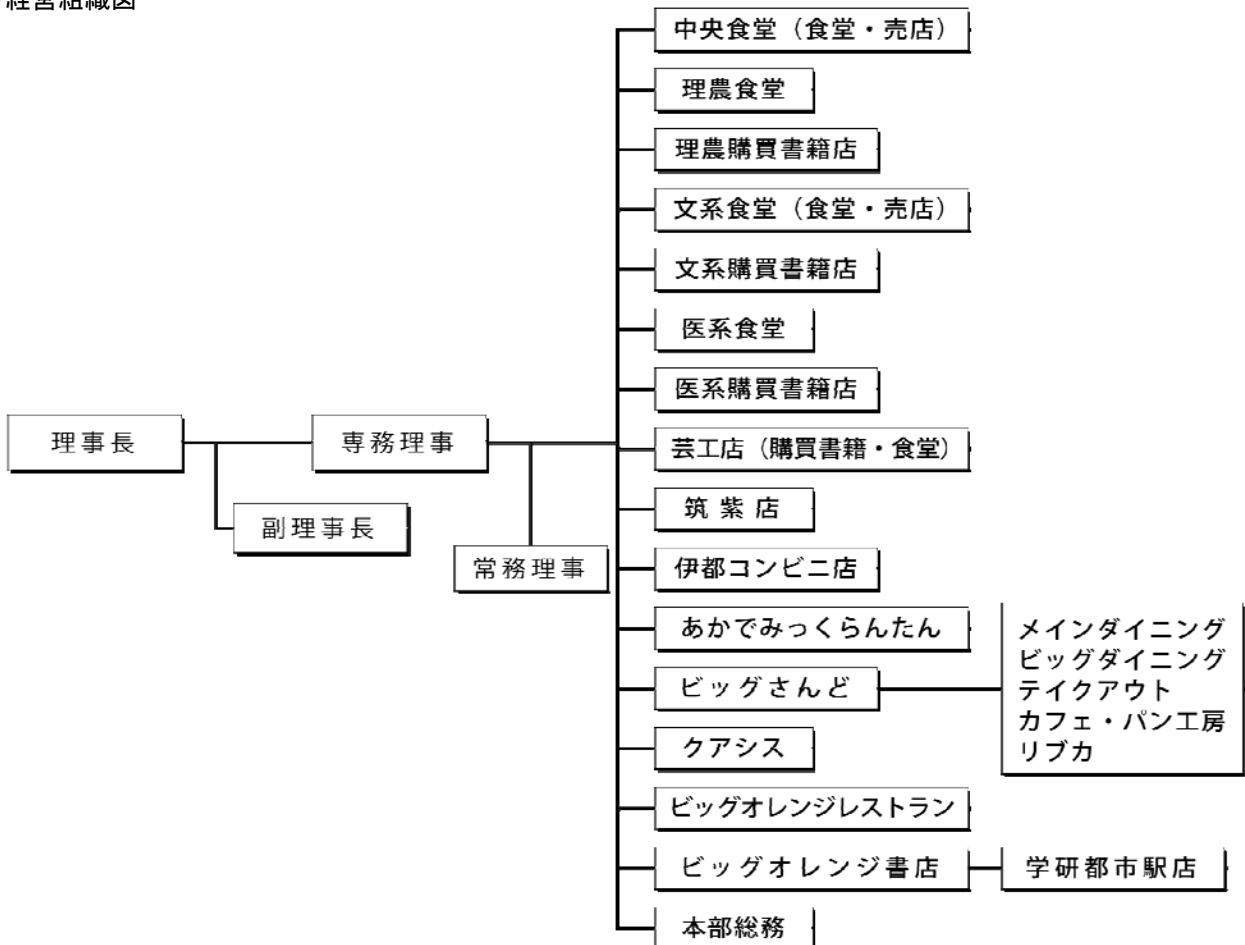 経営組織図
中央食堂（食堂・売店）
理農食堂
理農購買書籍店
文系食堂（食堂・売店）
文系購買書籍店
医系食堂
医系購買書籍店
理事長
専務理事
副理事長
常務理事
芸工店（購買書籍・食堂）
筑紫店
伊都コンビニ店
あかでみっくらんたん
ビッグさんど
メインダイニング
ビッグダイニング
テイクアウト
カフェ・パン工房
リブカ
クアシス
ビッグオレンジレストラン
ビッグオレンジ書店
学研都市駅店
本部総務